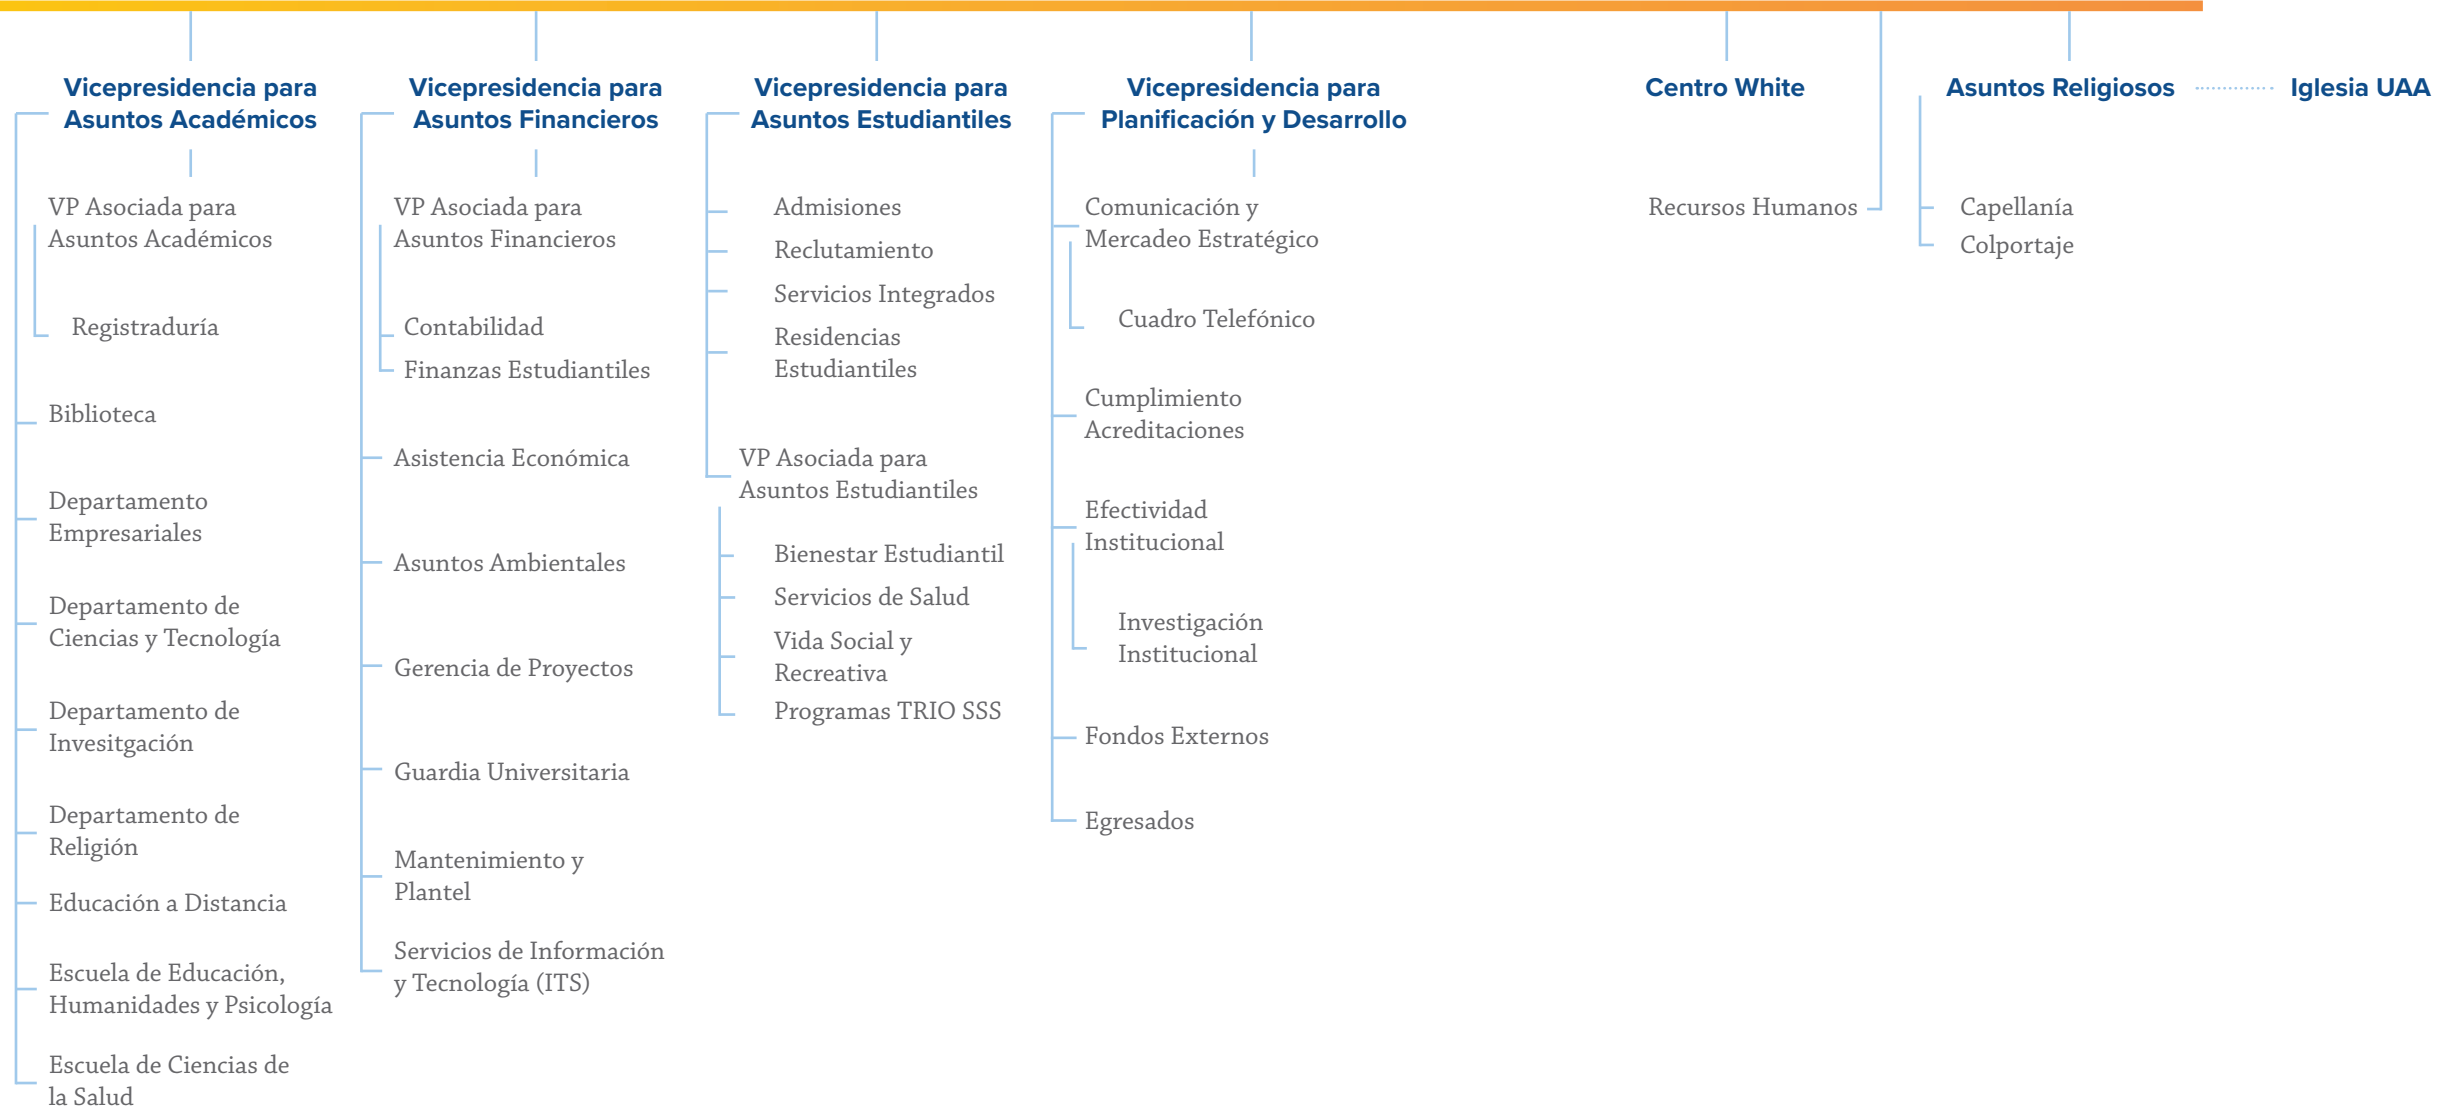 Vicepresidencia para
Asuntos Académicos
VP Asociada para
Asuntos Académicos
Registraduría
Biblioteca
Departamento
Empresariales
Departamento de
Ciencias y Tecnología
Departamento de
Invesitgación
Departamento de
Religión
Educación a Distancia
Escuela de Educación,
Humanidades y Psicología
Escuela de Ciencias de
la Salud
Vicepresidencia para
Asuntos Financieros
VP Asociada para
Asuntos Financieros
Contabilidad
Finanzas Estudiantiles
Asistencia Económica
Asuntos Ambientales
Gerencia de Proyectos
Guardia Universitaria
Mantenimiento y
Plantel
Servicios de Información
y Tecnología (ITS)
Vicepresidencia para
Asuntos Estudiantiles
Admisiones
Reclutamiento
Servicios Integrados
Residencias
Estudiantiles
VP Asociada para
Asuntos Estudiantiles
Bienestar Estudiantil
Servicios de Salud
Vida Social y
Recreativa
Programas TRIO SSS
Vicepresidencia para
Planificación y Desarrollo
Comunicación y
Mercadeo Estratégico
Cuadro Telefónico
Cumplimiento
Acreditaciones
Efectividad
Institucional
Investigación
Institucional
Fondos Externos
Egresados
Centro White
Recursos Humanos
Asuntos Religiosos
Capellanía
Colportaje
Iglesia UAA